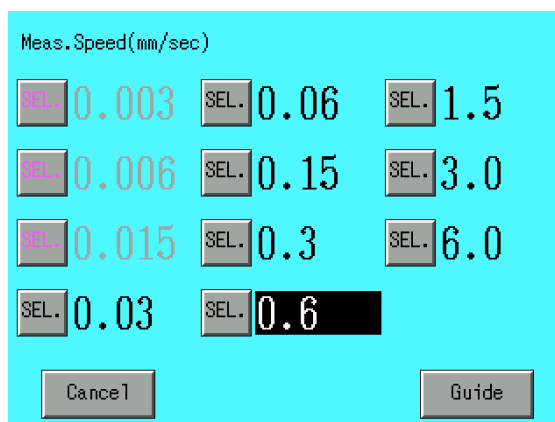 Meas.Speed(mm/sec)
SEL. 0.003 SEL. 0.06 SEL. 1.5
SEL. 0.006 SEL. 0.15 SEL. 3.0
SEL. 0.015 SEL. 0.3 SEL. 6.0
SEL. 0.03 SEL. 0.6
Cancel Guide